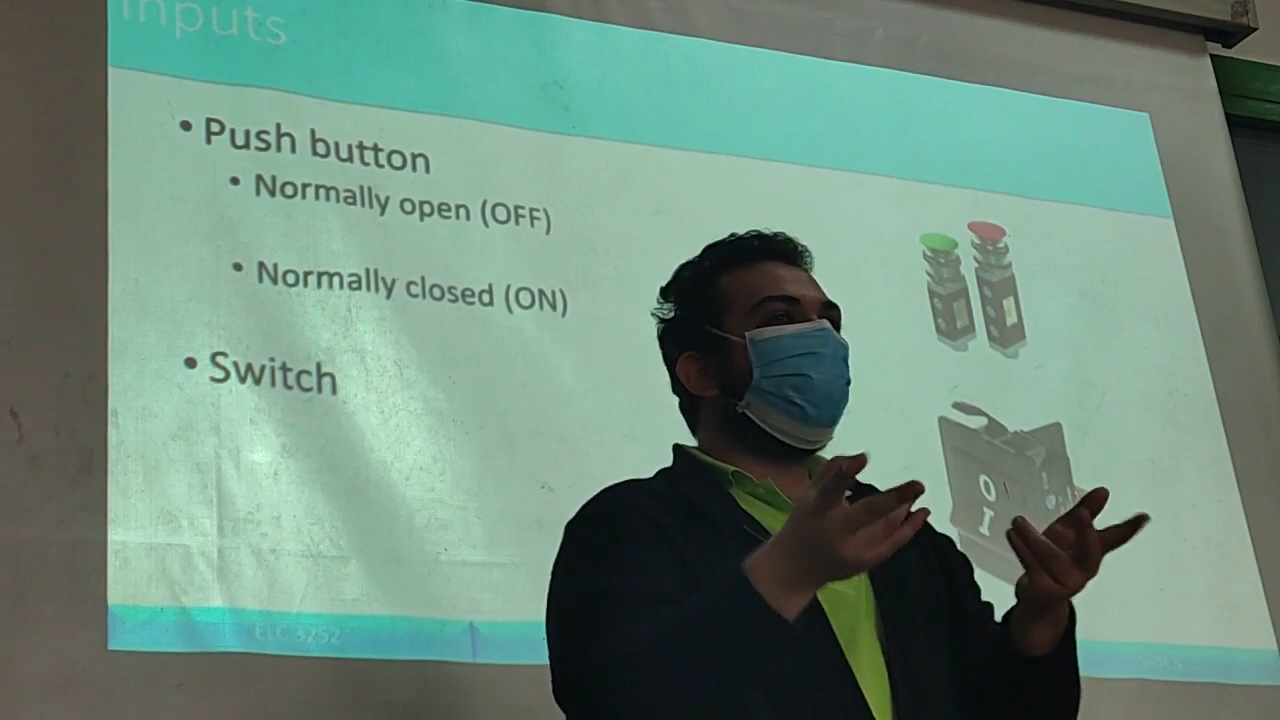 Inputs
• Push button
• Normally open (OFF)
• Normally closed (ON)
• Switch
O
I
ELC 3252